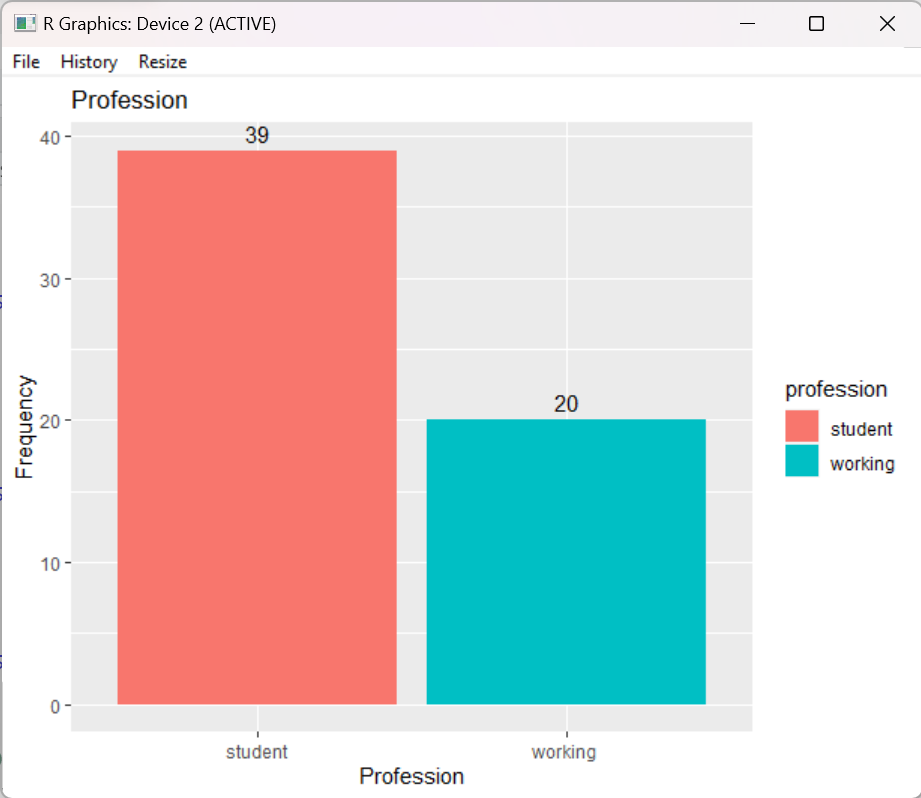 R Graphics: Device 2 (ACTIVE)
File History Resize
Profession
40
39
30
20
20
10
0
Frequency
student working
Profession
profession
student
working